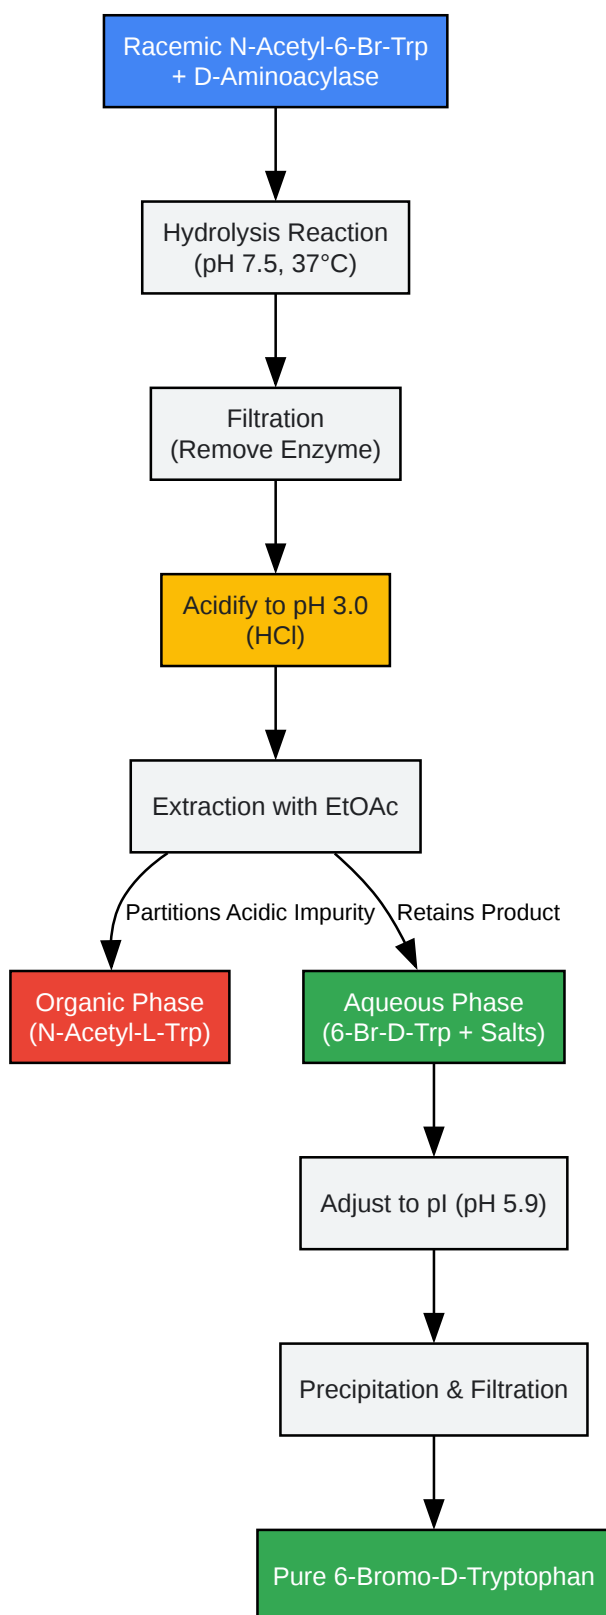 Racemic N-Acetyl-6-Br-Trp
+ D-Aminoacylase
Hydrolysis Reaction
(pH 7.5, 37°C)
Filtration
(Remove Enzyme)
Acidify to pH 3.0
(HCl)
Extraction with EtOAc
Partitions Acidic Impurity
Retains Product
Organic Phase
(N-Acetyl-L-Trp)
Aqueous Phase
(6-Br-D-Trp + Salts)
Adjust to pI (pH 5.9)
Precipitation & Filtration
Pure 6-Bromo-D-Tryptophan